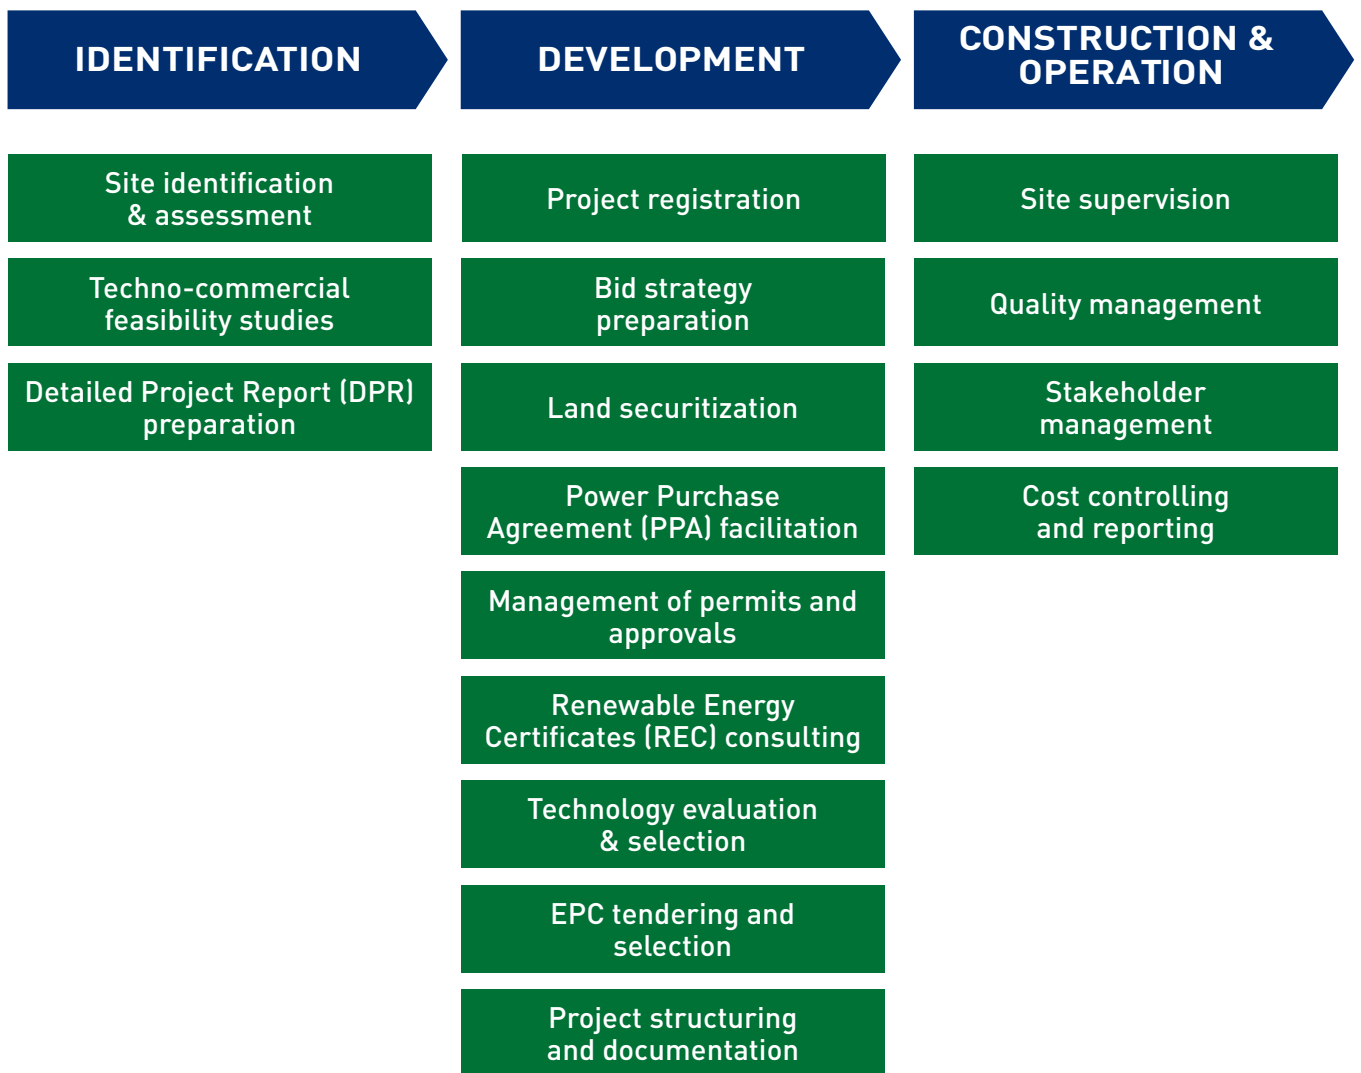 IDENTIFICATION
Site identification
& assessment
Techno-commercial
feasibility studies
Detailed Project Report (DPR)
preparation
DEVELOPMENT
Project registration
Bid strategy
preparation
Land securitization
Power Purchase
Agreement (PPA) facilitation
Management of permits and
approvals
Renewable Energy
Certificates (REC) consulting
Technology evaluation
& selection
EPC tendering and
selection
Project structuring
and documentation
CONSTRUCTION &
OPERATION
Site supervision
Quality management
Stakeholder
management
Cost controlling
and reporting